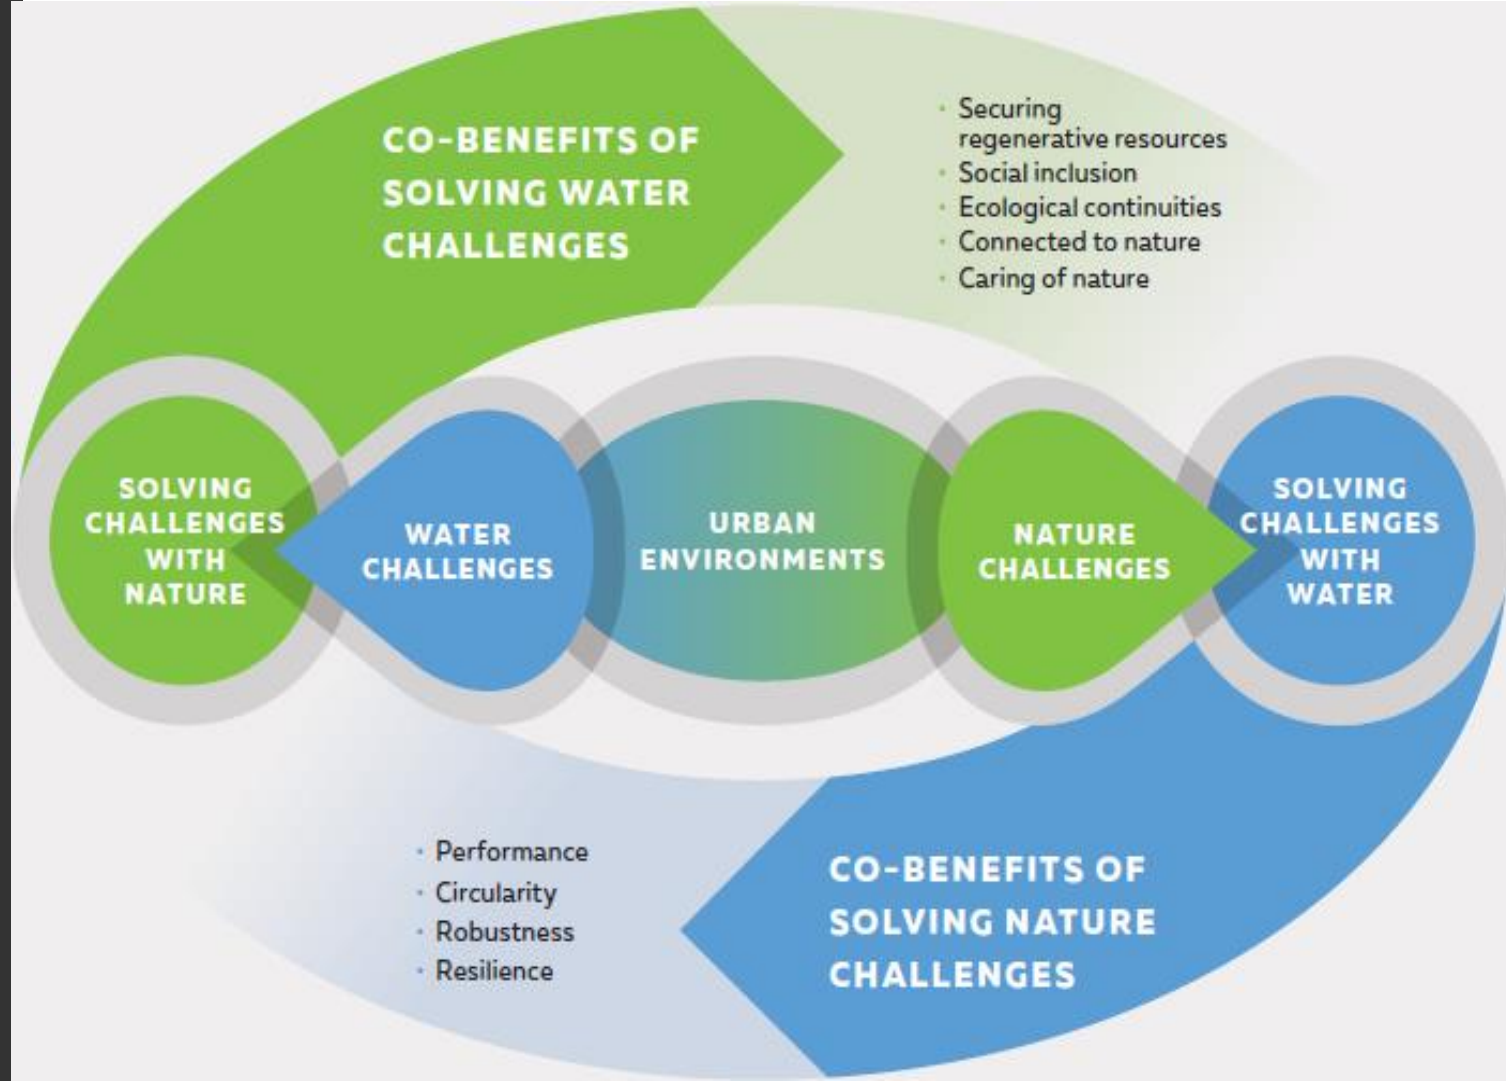 CO-BENEFITS OF
SOLVING WATER
CHALLENGES
· Securing
regenerative resources
· Social inclusion
· Ecological continuities
· Connected to nature
· Caring of nature
SOLVING
CHALLENGES
WITH
NATURE
WATER
CHALLENGES
URBAN
ENVIRONMENTS
NATURE
CHALLENGES
SOLVING
CHALLENGES
WITH
WATER
· Performance
· Circularity
· Robustness
· Resilience
CO-BENEFITS OF
SOLVING NATURE
CHALLENGES